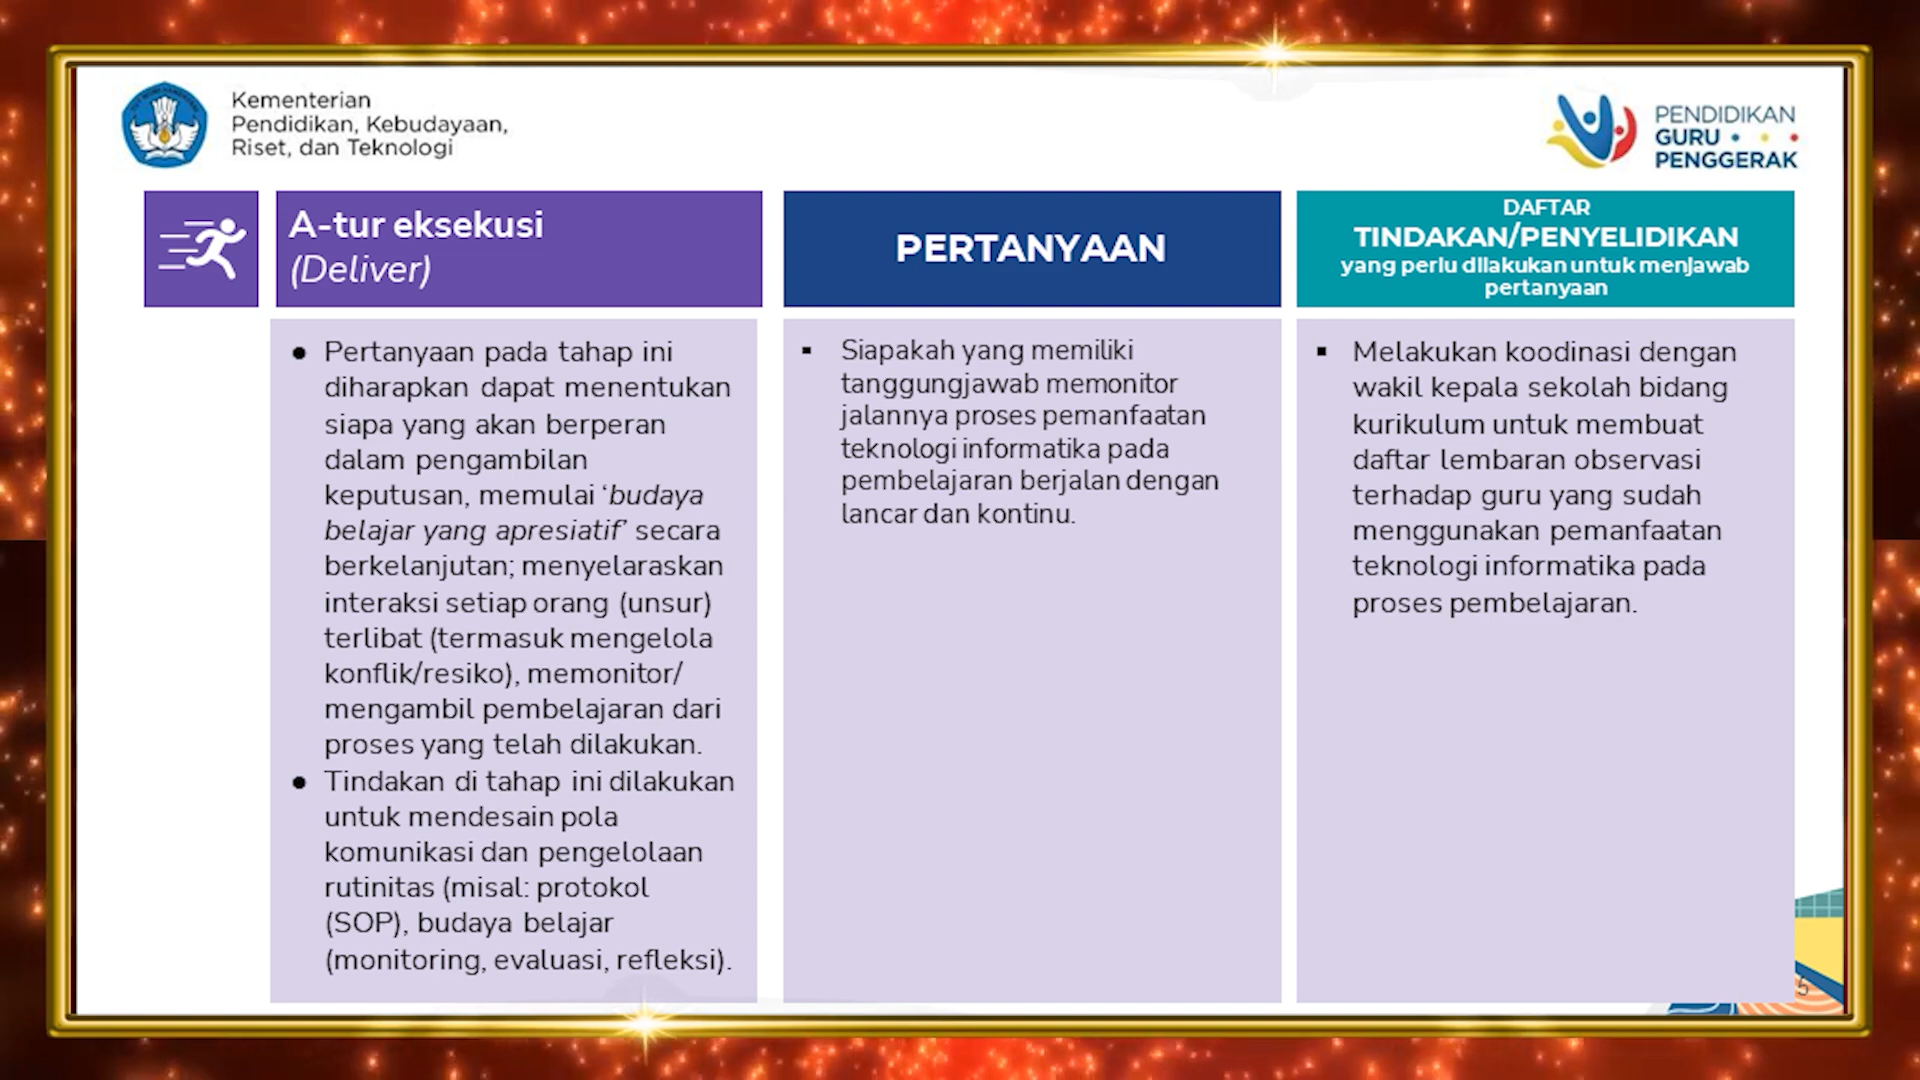 Kementerian
Pendidikan, Kebudayaan,
Riset, dan Teknologi
PENDIDIKAN
GURU
PENGGERAK
A-tur eksekusi
(Deliver)
PERTANYAAN
DAFTAR
TINDAKAN/PENYELIDIKAN
yang perlu dilakukan untuk menjawab
pertanyaan
● Pertanyaan pada tahap ini
diharapkan dapat menentukan
siapa yang akan berperan
dalam pengambilan
keputusan, memulai ‘budaya
belajar yang apresiatif’ secara
berkelanjutan; menyelaraskan
interaksi setiap orang (unsur)
terlibat (termasuk mengelola
konflik/resiko), memonitor/
mengambil pembelajaran dari
proses yang telah dilakukan.
● Tindakan di tahap ini dilakukan
untuk mendesain pola
komunikasi dan pengelolaan
rutinitas (misal: protokol
(SOP), budaya belajar
(monitoring, evaluasi, refleksi).
▪ Siapakah yang memiliki
tanggungjawab memonitor
jalannya proses pemanfaatan
teknologi informatika pada
pembelajaran berjalan dengan
lancar dan kontinu.
▪ Melakukan koodinasi dengan
wakil kepala sekolah bidang
kurikulum untuk membuat
daftar lembaran observasi
terhadap guru yang sudah
menggunakan pemanfaatan
teknologi informatika pada
proses pembelajaran.
5